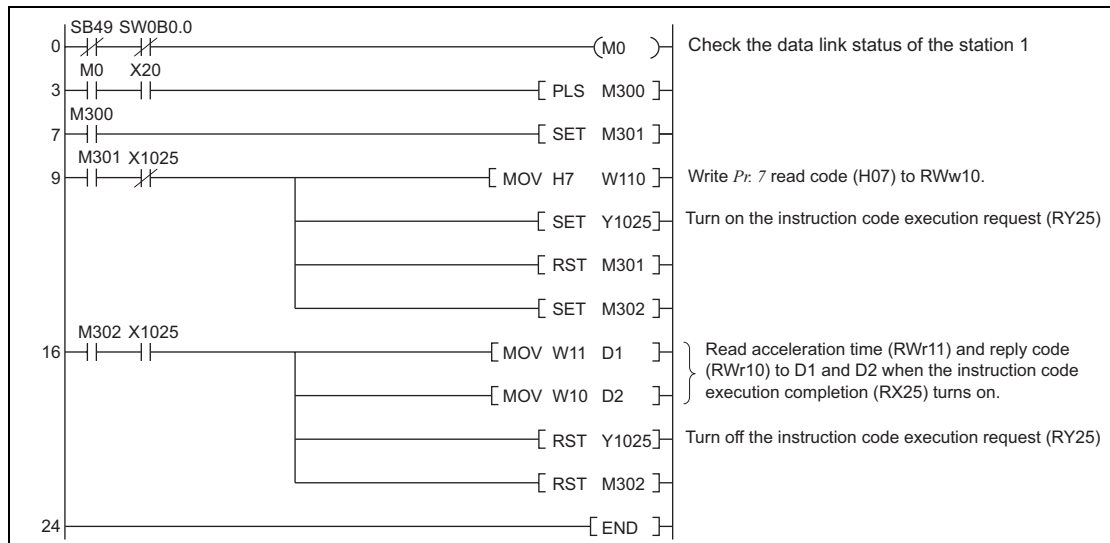 SB49 SW0B0.0
0 (M0 ) Check the data link status of the station 1
M0 X20
3 [ PLS M300 ]
M300
7 [ SET M301 ]
M301 X1025
9 [ MOV H7 W110 ] Write Pr. 7 read code (H07) to RWw10.
[ SET Y1025 ] Turn on the instruction code execution request (RY25)
[ RST M301 ]
[ SET M302 ]
M302 X1025
16 [ MOV W11 D1 ] Read acceleration time (RWr11) and reply code
(RWr10) to D1 and D2 when the instruction code
[ MOV W10 D2 ] execution completion (RX25) turns on.
[ RST Y1025 ] Turn off the instruction code execution request (RY25)
[ RST M302 ]
24 [ END ]